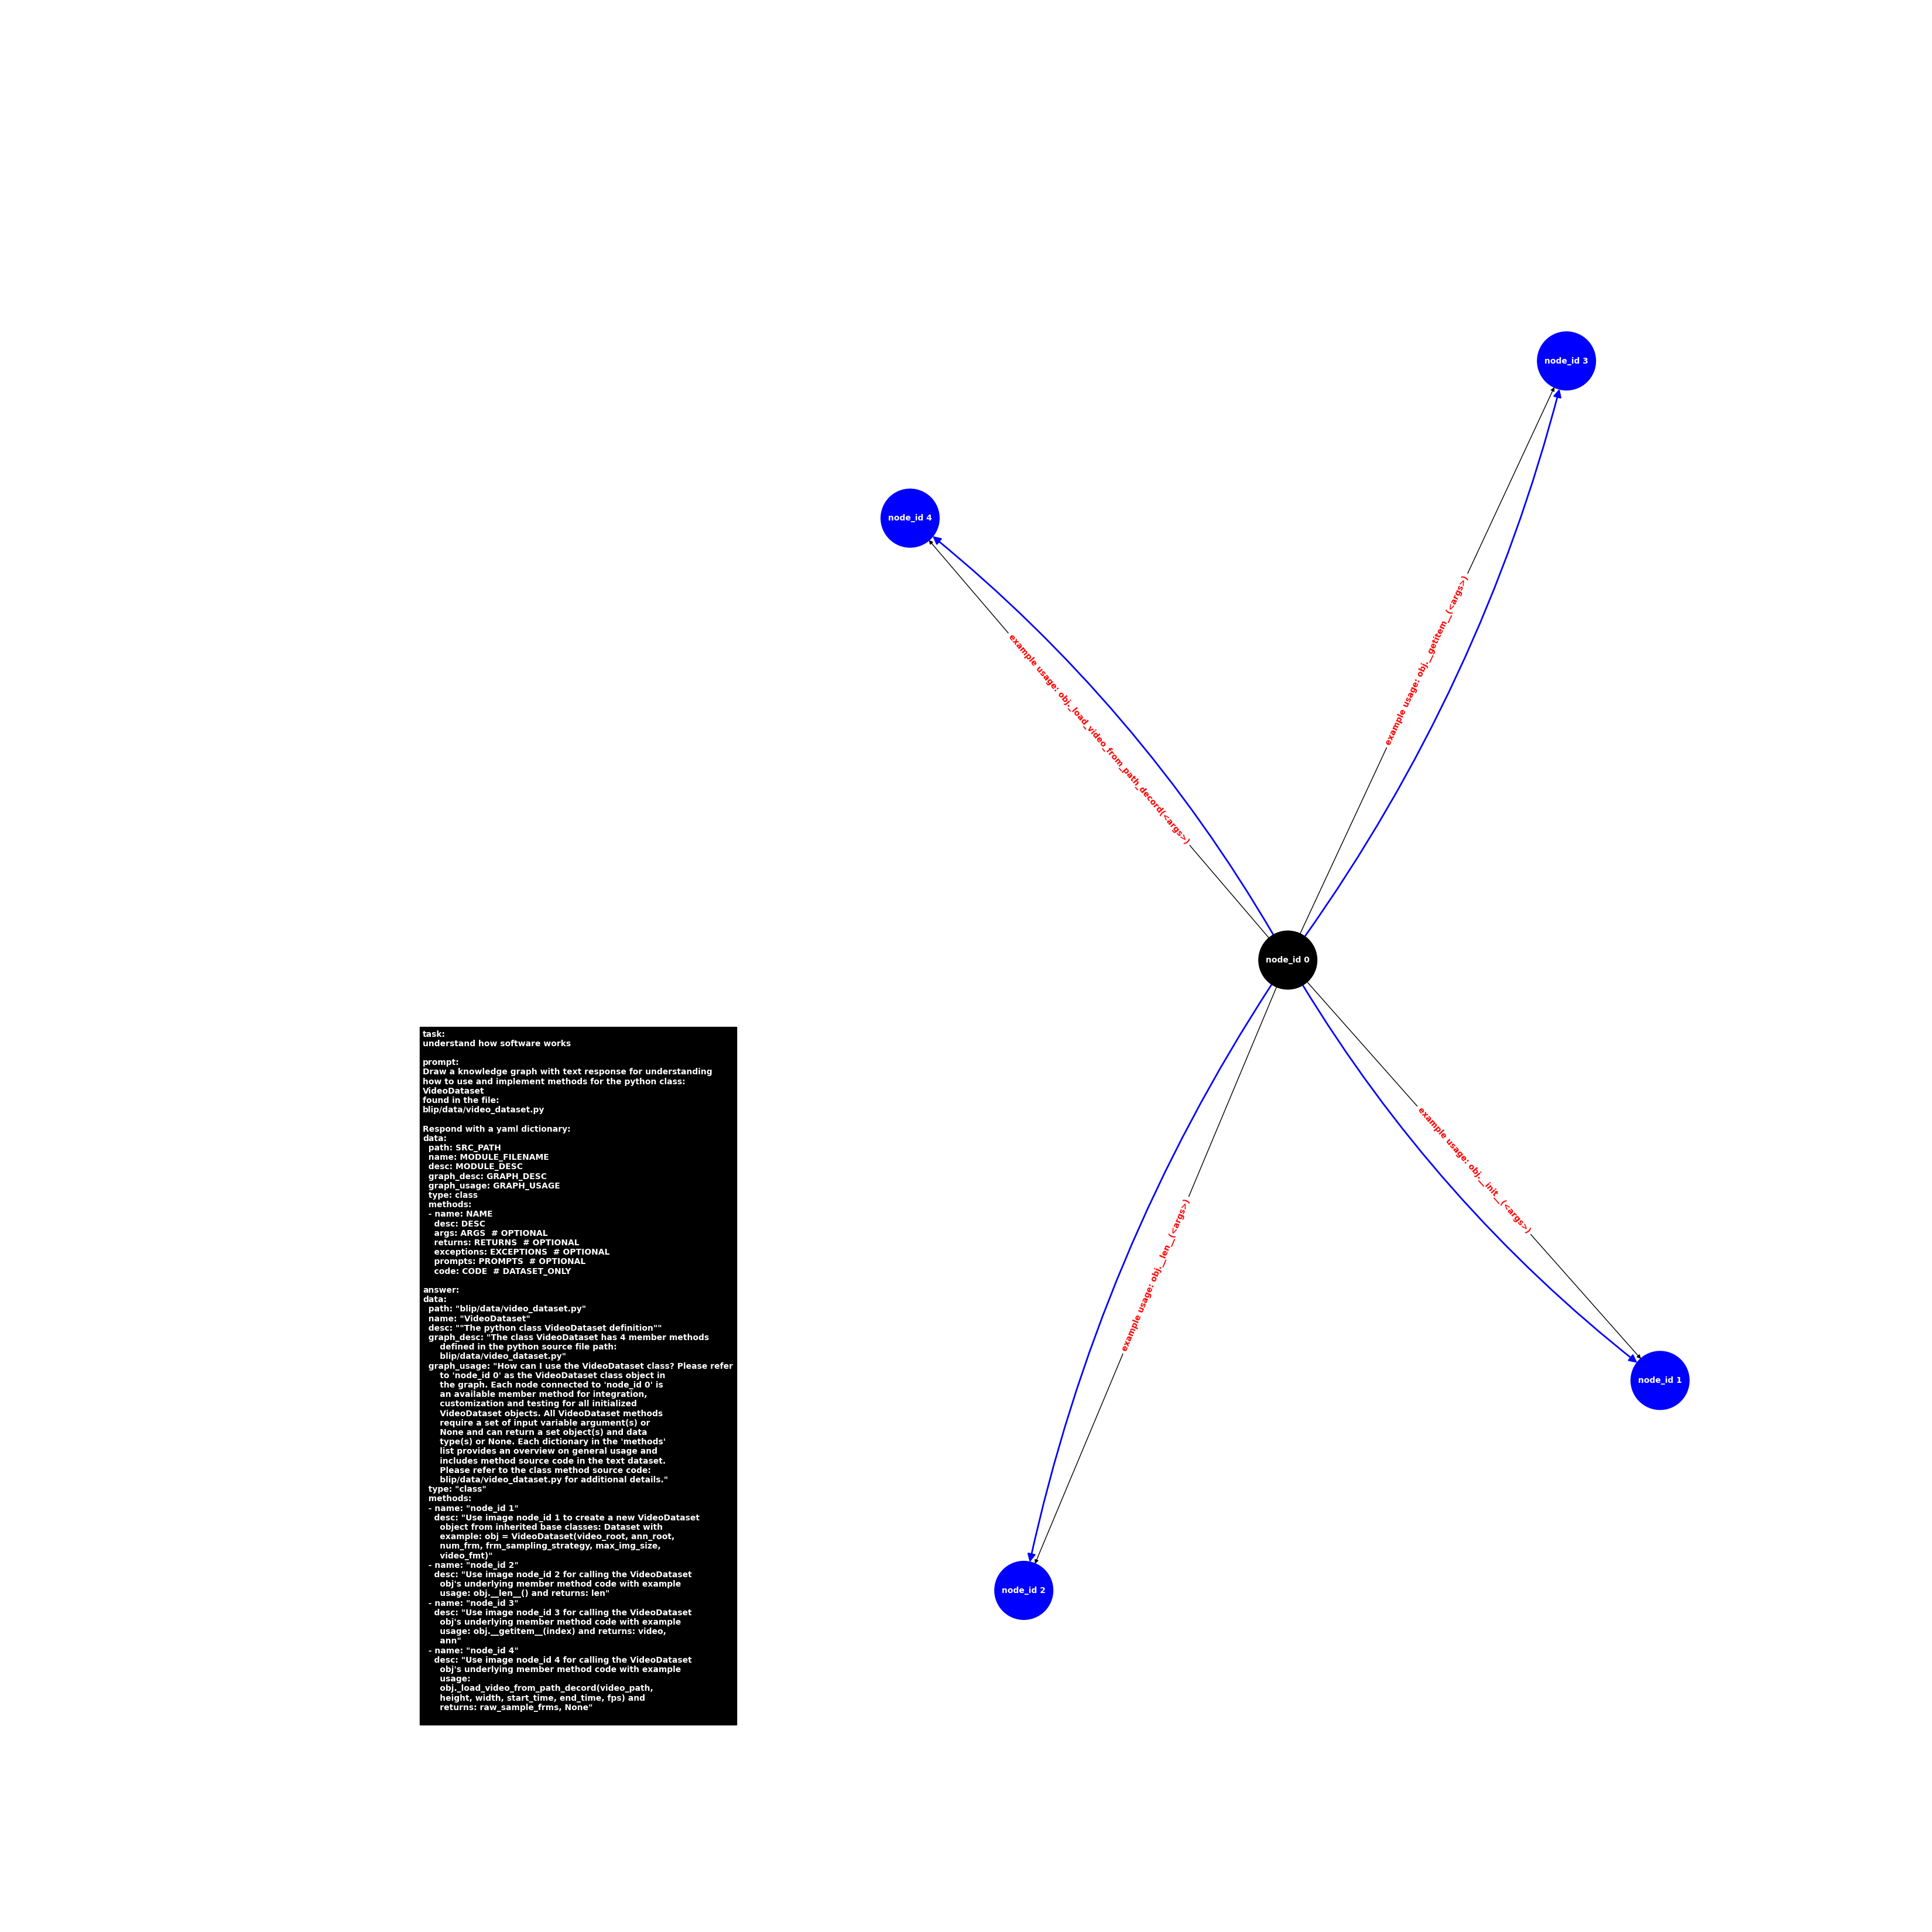 node_id 3
node_id 4
example usage: obj.__getitem__(<args>)
example usage: obj._load_video_from_path_decord(<args>)
node_id 0
task:
understand how software works

prompt:
Draw a knowledge graph with text response for understanding
how to use and implement methods for the python class:
VideoDataset
found in the file:
blip/data/video_dataset.py

Respond with a yaml dictionary:
data:
  path: SRC_PATH
  name: MODULE_FILENAME
  desc: MODULE_DESC
  graph_desc: GRAPH_DESC
  graph_usage: GRAPH_USAGE
  type: class
  methods:
  - name: NAME
    desc: DESC
    args: ARGS  # OPTIONAL
    returns: RETURNS  # OPTIONAL
    exceptions: EXCEPTIONS  # OPTIONAL
    prompts: PROMPTS  # OPTIONAL
    code: CODE  # DATASET_ONLY

answer:
data:
  path: "blip/data/video_dataset.py"
  name: "VideoDataset"
  desc: ""The python class VideoDataset definition""
  graph_desc: "The class VideoDataset has 4 member methods
      defined in the python source file path:
      blip/data/video_dataset.py"
  graph_usage: "How can I use the VideoDataset class? Please refer
      to 'node_id 0' as the VideoDataset class object in
      the graph. Each node connected to 'node_id 0' is
      an available member method for integration,
      customization and testing for all initialized
      VideoDataset objects. All VideoDataset methods
      require a set of input variable argument(s) or
      None and can return a set object(s) and data
      type(s) or None. Each dictionary in the 'methods'
      list provides an overview on general usage and
      includes method source code in the text dataset.
      Please refer to the class method source code:
      blip/data/video_dataset.py for additional details."
  type: "class"
  methods:
  - name: "node_id 1"
    desc: "Use image node_id 1 to create a new VideoDataset
      object from inherited base classes: Dataset with
      example: obj = VideoDataset(video_root, ann_root,
      num_frm, frm_sampling_strategy, max_img_size,
      video_fmt)"
  - name: "node_id 2"
    desc: "Use image node_id 2 for calling the VideoDataset
      obj's underlying member method code with example
      usage: obj.__len__() and returns: len"
  - name: "node_id 3"
    desc: "Use image node_id 3 for calling the VideoDataset
      obj's underlying member method code with example
      usage: obj.__getitem__(index) and returns: video,
      ann"
  - name: "node_id 4"
    desc: "Use image node_id 4 for calling the VideoDataset
      obj's underlying member method code with example
      usage:
      obj._load_video_from_path_decord(video_path,
      height, width, start_time, end_time, fps) and
      returns: raw_sample_frms, None"
example usage: obj.__init__(<args>)
example usage: obj.__len__(<args>)
node_id 1
node_id 2